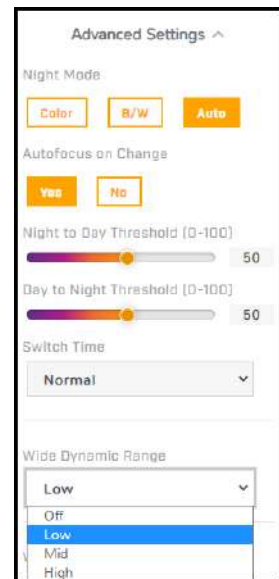 Advanced Settings
Night Mode
Color B/W Auto
Autofocus on Change
Yes No
Night to Day Threshold (0-100)
50
Day to Night Threshold (0-100)
50
Switch Time
Normal
Wide Dynamic Range
Low
Off
Low
Mid
High